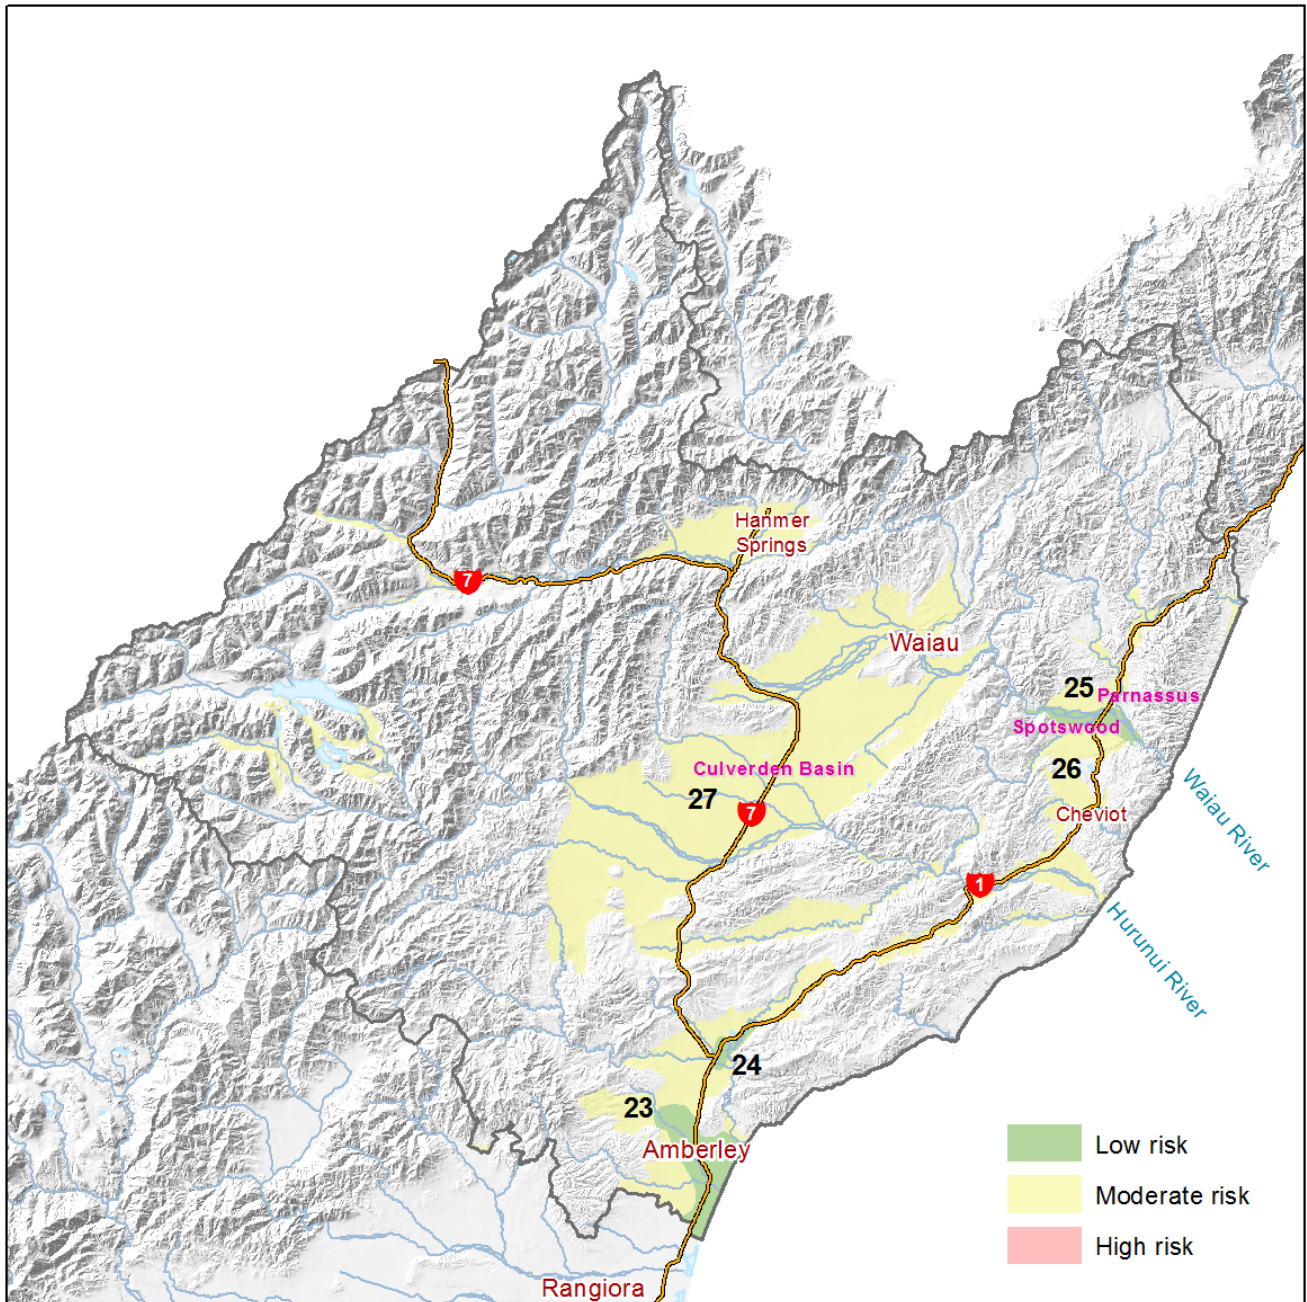 Hanmer
Springs
7
Waiau
25
Parnassus
Spotswood
Culverden Basin
26
27
7
Cheviot
Waiau River
1
Hurunui River
24
23
Amberley
Low risk
Moderate risk
High risk
Rangiora